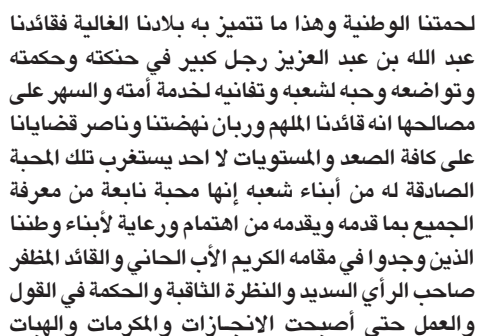 لحمتنا الوطنية وهذا ما تتميز به بلادنا الغالية فقائدنا
عبد الله بن عبد العزيز رجل كبير في حنكته وحكمته
وتواضعه وحبه لشعبه وتفانيه لخدمة أمته والسهر على
مصالحها انه قائدنا الملهم وربان نهضتنا وناصر قضايانا
على كافة الصعد والمستويات لا احد يستغرب تلك المحبة
الصادقة له من أبناء شعبه إنها محبة نابعة من معرفة
الجميع بما قدمه ويقدمه من اهتمام ورعاية لأبناء وطننا
الذين وجدوا في مقامه الكريم الأب الحاني والقائد المظفر
صاحب الرأي السديد والنظرة الثاقبة والحكمة في القول
والعمل حتى أصبحت الانجازات والمكرمات والهبات